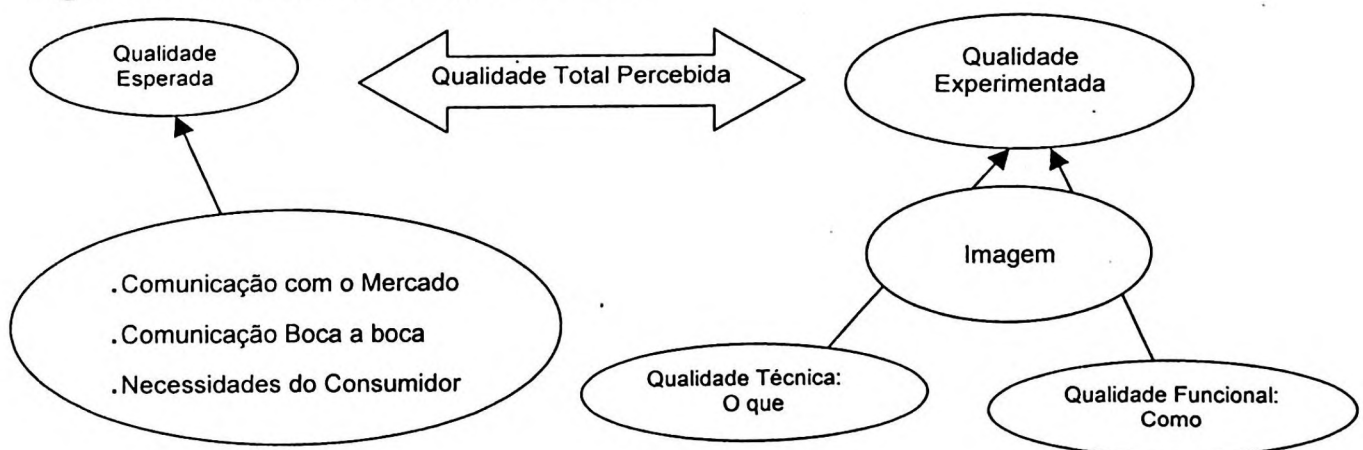 Qualidade
Esperada
Qualidade Total Percebida
Qualidade
Experimentada
.Comunicação com o Mercado
.Comunicação Boca a boca
.Necessidades do Consumidor
Imagem
Qualidade Técnica:
O que
Qualidade Funcional:
Como